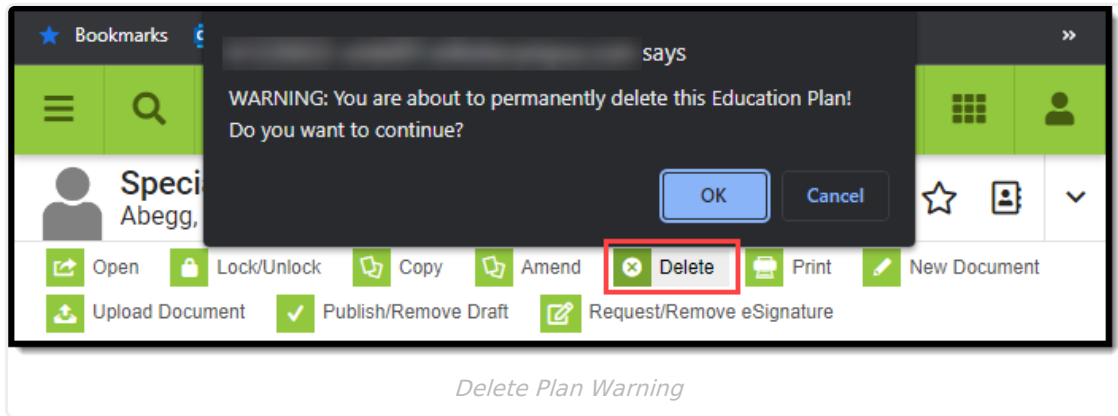 Bookmarks
says
WARNING: You are about to permanently delete this Education Plan!
Do you want to continue?
OK Cancel
Abegg,
Open Lock/Unlock Copy Amend Delete Print New Document
Upload Document Publish/Remove Draft Request/Remove eSignature
Delete Plan Warning